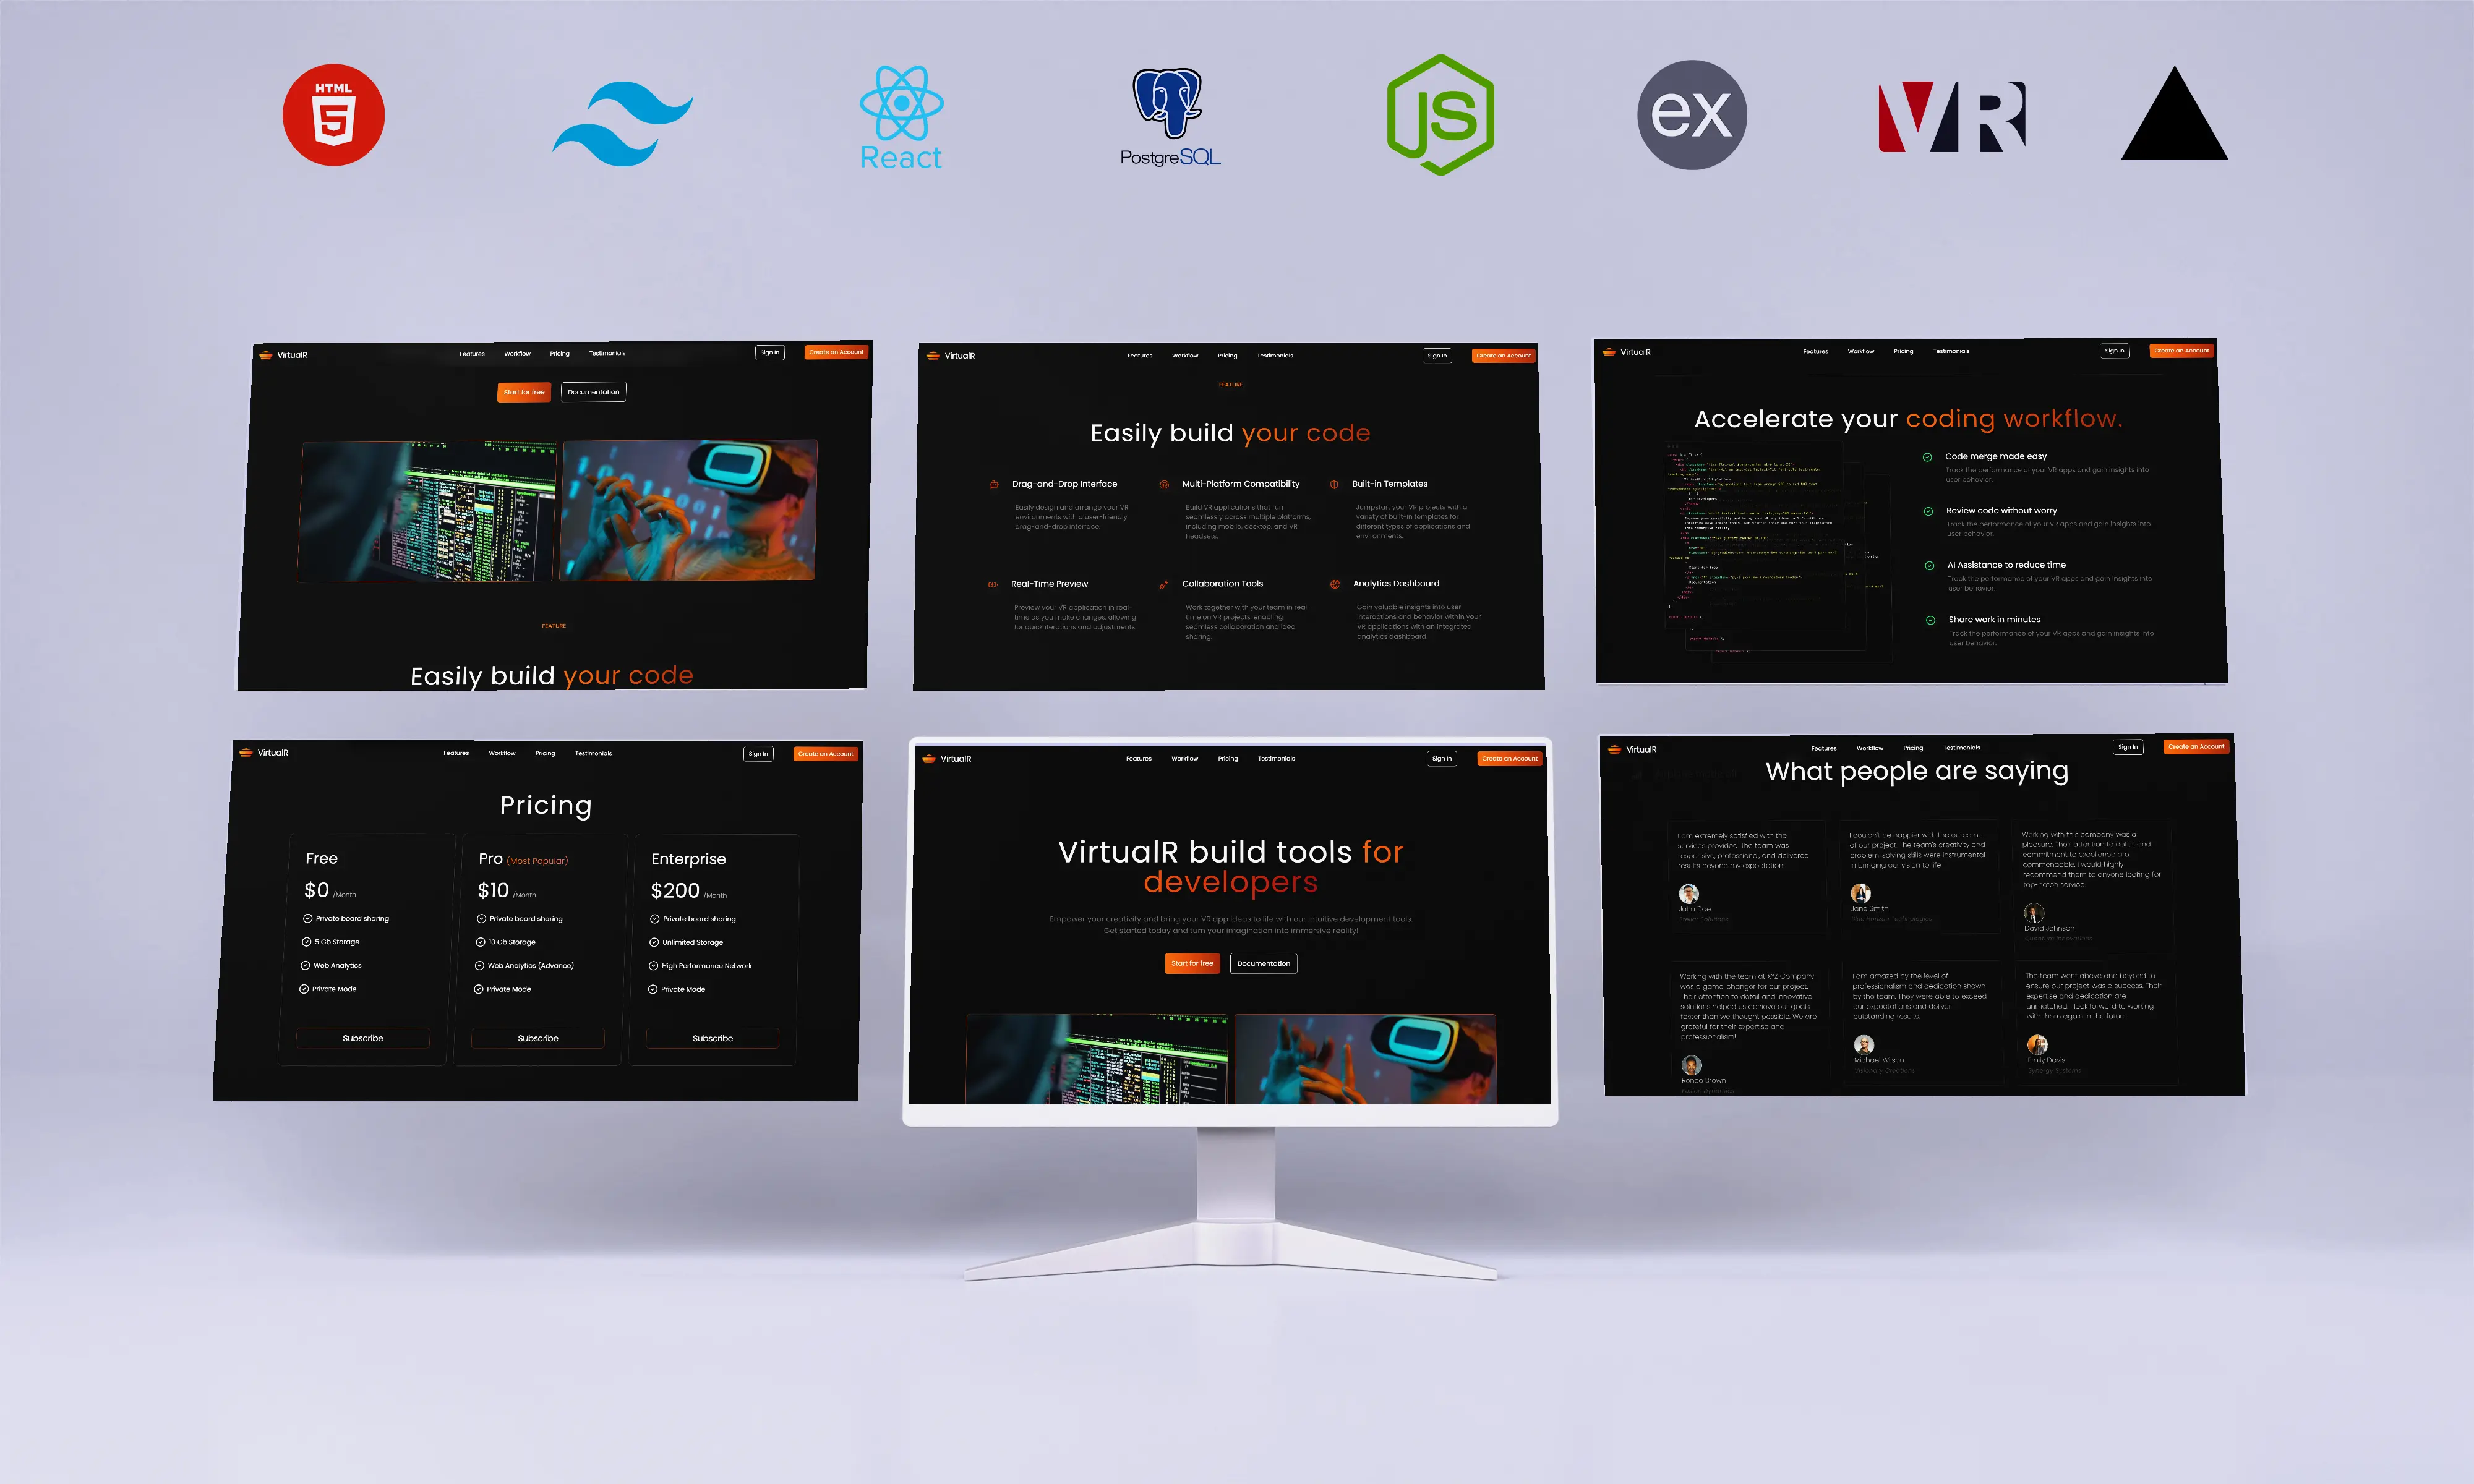 HTML
5
React
PostgreSQL
JS
ex
VR
VirtualR
Features Workflow Pricing Testimonials
Sign In
Create an Account
Start for free
Documentation
FEATURE
Easily build your code
VirtualR
Features Workflow Pricing Testimonials
Sign In
Create an Account
FEATURE
Easily build your code
Drag-and-Drop Interface
Easily design and arrange your VR
environments with a user-friendly
drag-and-drop interface.
Multi-Platform Compatibility
Build VR applications that run
seamlessly across multiple platforms,
including mobile, desktop, and VR
headsets.
Built-in Templates
Jumpstart your VR projects with a
variety of built-in templates for
different types of applications and
environments.
Real-Time Preview
Preview your VR application in real-
time as you make changes, allowing
for quick iterations and adjustments.
Collaboration Tools
Work together with your team in real-
time on VR projects, enabling
seamless collaboration and idea
sharing.
Analytics Dashboard
Gain valuable insights into user
interactions and behavior within your
VR applications with an integrated
analytics dashboard.
VirtualR
Features Workflow Pricing Testimonials
Sign In
Create an Account
Accelerate your coding workflow.
Code merge made easy
Track the performance of your VR apps and gain insights into
user behavior.
Review code without worry
Track the performance of your VR apps and gain insights into
user behavior.
AI Assistance to reduce time
Track the performance of your VR apps and gain insights into
user behavior.
Share work in minutes
Track the performance of your VR apps and gain insights into
user behavior.
VirtualR
Features Workflow Pricing Testimonials
Sign In
Create an Account
Pricing
Free
$0 /Month
Private board sharing
5 Gb Storage
Web Analytics
Private Mode
Subscribe
Pro (Most Popular)
$10 /Month
Private board sharing
10 Gb Storage
Web Analytics (Advance)
Private Mode
Subscribe
Enterprise
$200 /Month
Private board sharing
Unlimited Storage
High Performance Network
Private Mode
Subscribe
VirtualR
Features Workflow Pricing Testimonials
Sign In
Create an Account
VirtualR build tools for
developers
Empower your creativity and bring your VR app ideas to life with our intuitive development tools.
Get started today and turn your imagination into immersive reality!
Start for free
Documentation
VirtualR
Features Workflow Pricing Testimonials
Sign In
Create an Account
What people are saying
I am extremely satisfied with the
services provided. The team was
responsive, professional, and delivered
results beyond my expectations.
John Doe
Stellar Solutions
I couldn't be happier with the outcome
of our project. The team's creativity and
problem-solving skills were instrumental
in bringing our vision to life
Jane Smith
Blue Horizon Technologies
Working with this company was a
pleasure. Their attention to detail and
commitment to excellence are
commendable. I would highly
recommend them to anyone looking for
top-notch service.
David Johnson
Quantum Innovations
Working with the team at XYZ Company
was a game-changer for our project.
Their attention to detail and innovative
solutions helped us achieve our goals
faster than we thought possible. We are
grateful for their expertise and
professionalism!
Ronee Brown
Fusion Dynamics
I am amazed by the level of
professionalism and dedication shown
by the team. They were able to exceed
our expectations and deliver
outstanding results.
Michael Wilson
Visionary Creations
The team went above and beyond to
ensure our project was a success. Their
expertise and dedication are
unmatched. I look forward to working
with them again in the future.
Emily Davis
Synergy Systems